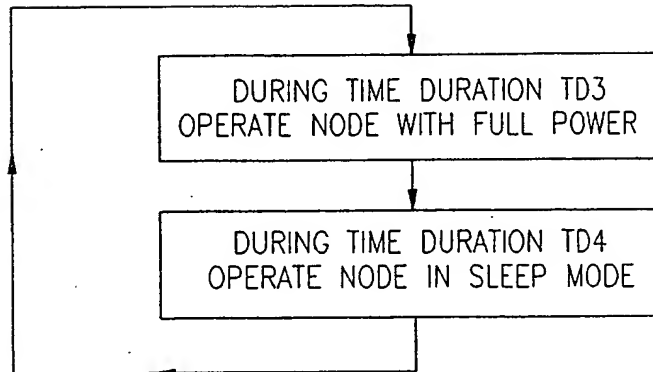 DURING TIME DURATION TD3
OPERATE NODE WITH FULL POWER
DURING TIME DURATION TD4
OPERATE NODE IN SLEEP MODE